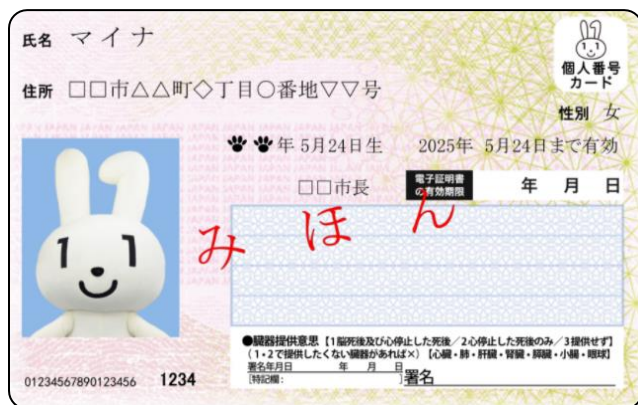 氏名 マイナ
個人番号
カード
住所 □□市△△町◇丁目○番地▽▽号
性別 女
年 5月24日生 2025年 5月24日まで有効
□□市長 電子証明書の有効期限 年 月 日
みほん
●臓器提供意思【1脳死後及び心停止した死後/2心停止した死後のみ/3提供せず】
(1・2で提供したくない臓器があれば×)【心臓・肺・肝臓・腎臓・膵臓・小腸・眼球】
署名年月日 年 月 日
[特記欄: ]署名
01234567890123456 1234